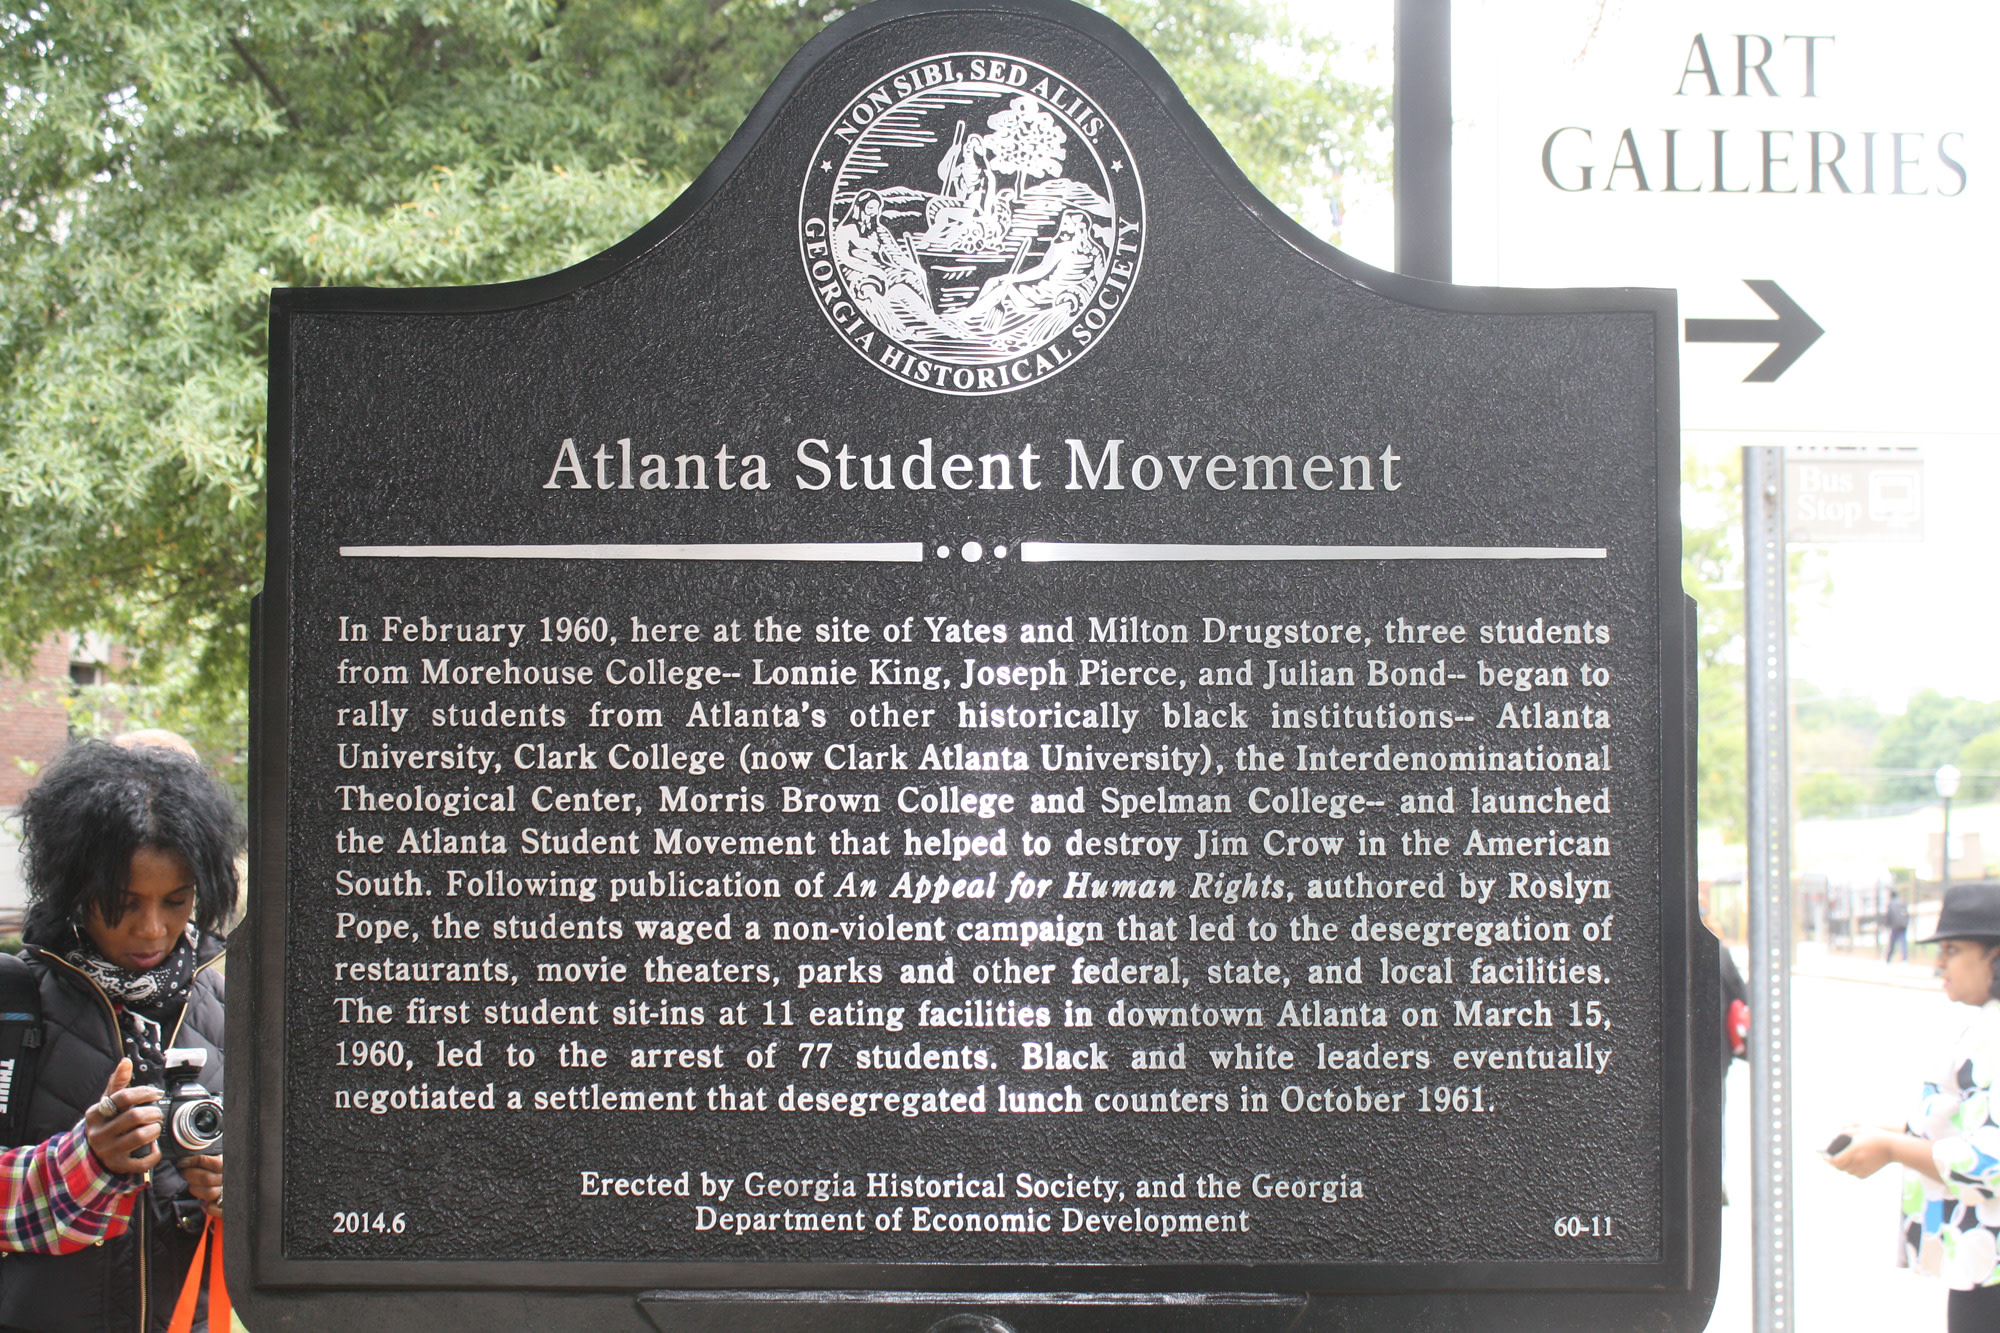 NON SIBI, SED ALIIS.
GEORGIA HISTORICAL SOCIETY
ART
GALLERIES
Bus
Stop
Atlanta Student Movement
In February 1960, here at the site of Yates and Milton Drugstore, three students
from Morehouse College-- Lonnie King, Joseph Pierce, and Julian Bond-- began to
rally students from Atlanta's other historically black institutions-- Atlanta
University, Clark College (now Clark Atlanta University), the Interdenominational
Theological Center, Morris Brown College and Spelman College-- and launched
the Atlanta Student Movement that helped to destroy Jim Crow in the American
South. Following publication of An Appeal for Human Rights, authored by Roslyn
Pope, the students waged a non-violent campaign that led to the desegregation of
restaurants, movie theaters, parks and other federal, state, and local facilities.
The first student sit-ins at 11 eating facilities in downtown Atlanta on March 15,
1960, led to the arrest of 77 students. Black and white leaders eventually
negotiated a settlement that desegregated lunch counters in October 1961.
Erected by Georgia Historical Society, and the Georgia
Department of Economic Development
2014.6
60-11
THULE